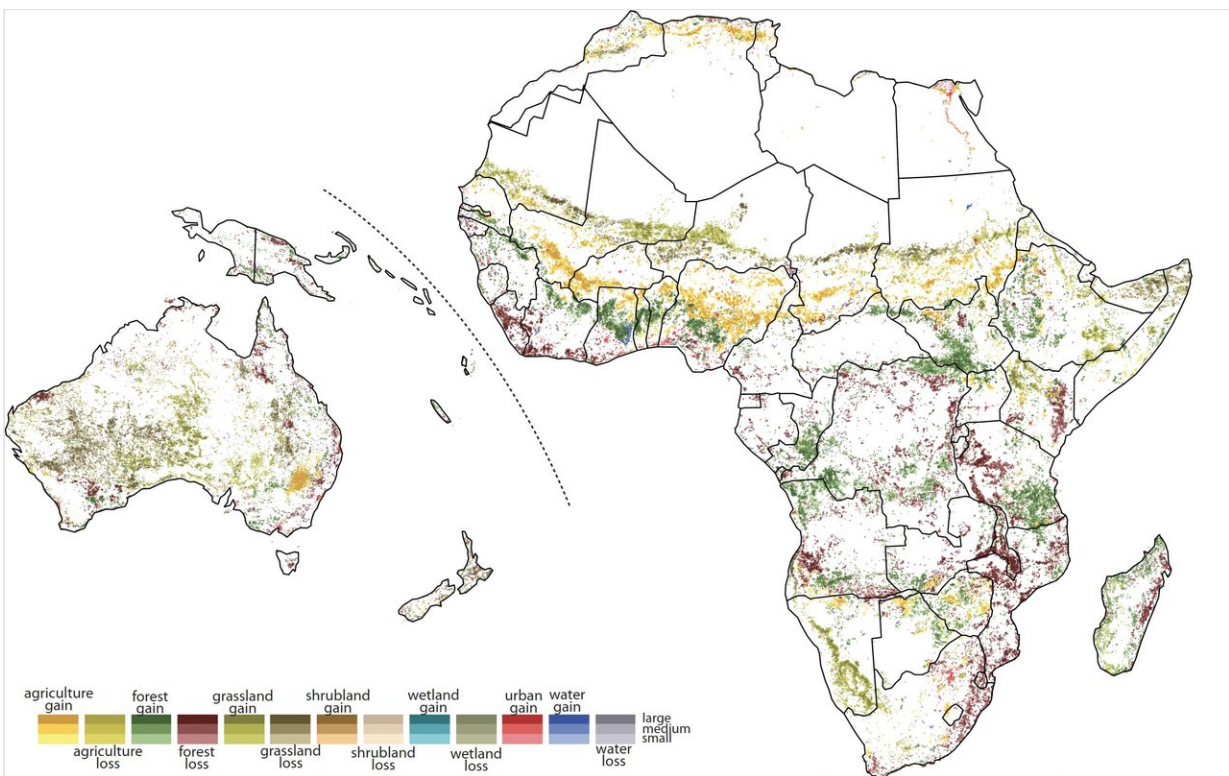 agriculture gain
forest gain
grassland gain
shrubland gain
wetland gain
urban gain
water gain
large
medium
small
agriculture loss
forest loss
grassland loss
shrubland loss
wetland loss
water loss